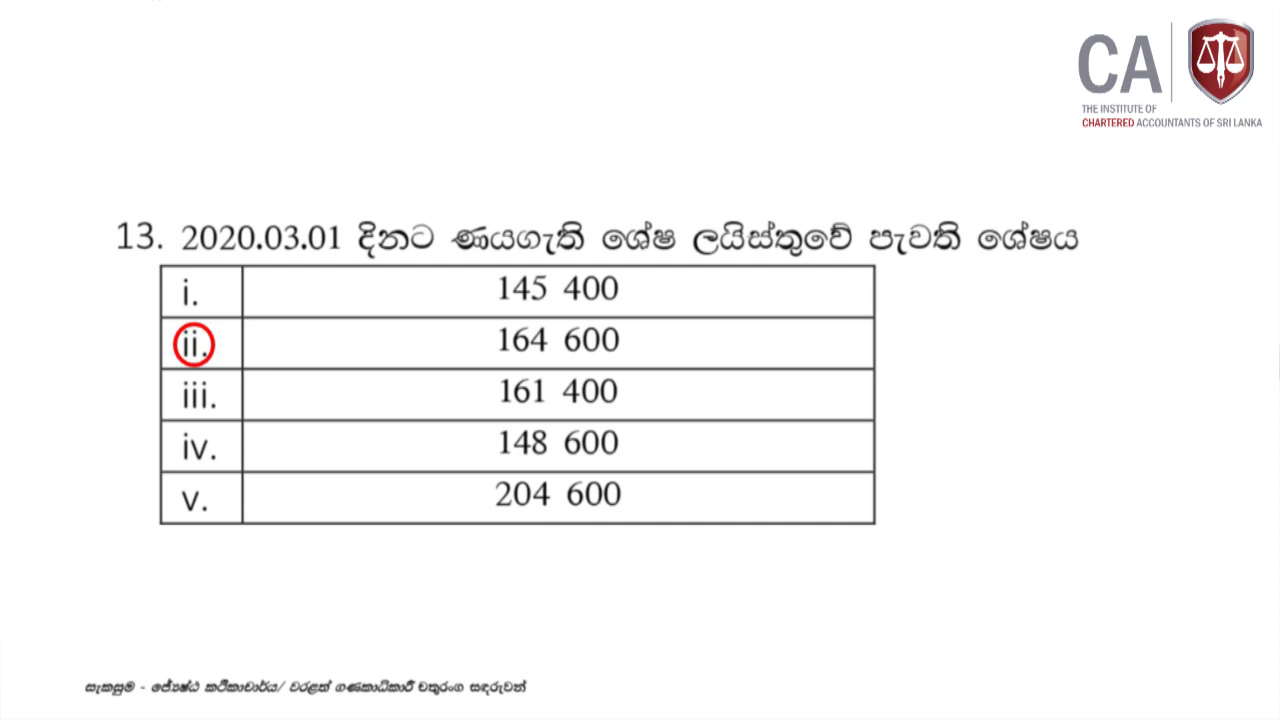 CA
THE INSTITUTE OF
CHARTERED ACCOUNTANTS OF SRI LANKA
13. 2020.03.01 දිනට ණයගැති ශේෂ ලයිස්තුවේ පැවති ශේෂය
i. 145 400
ii. 164 600
iii. 161 400
iv. 148 600
v. 204 600
සැකසුම - ජ්‍යෙෂ්ඨ කථිකාචාර්ය/ වරළත් ගණකාධිකාරී චතුරංග සඳරුවන්